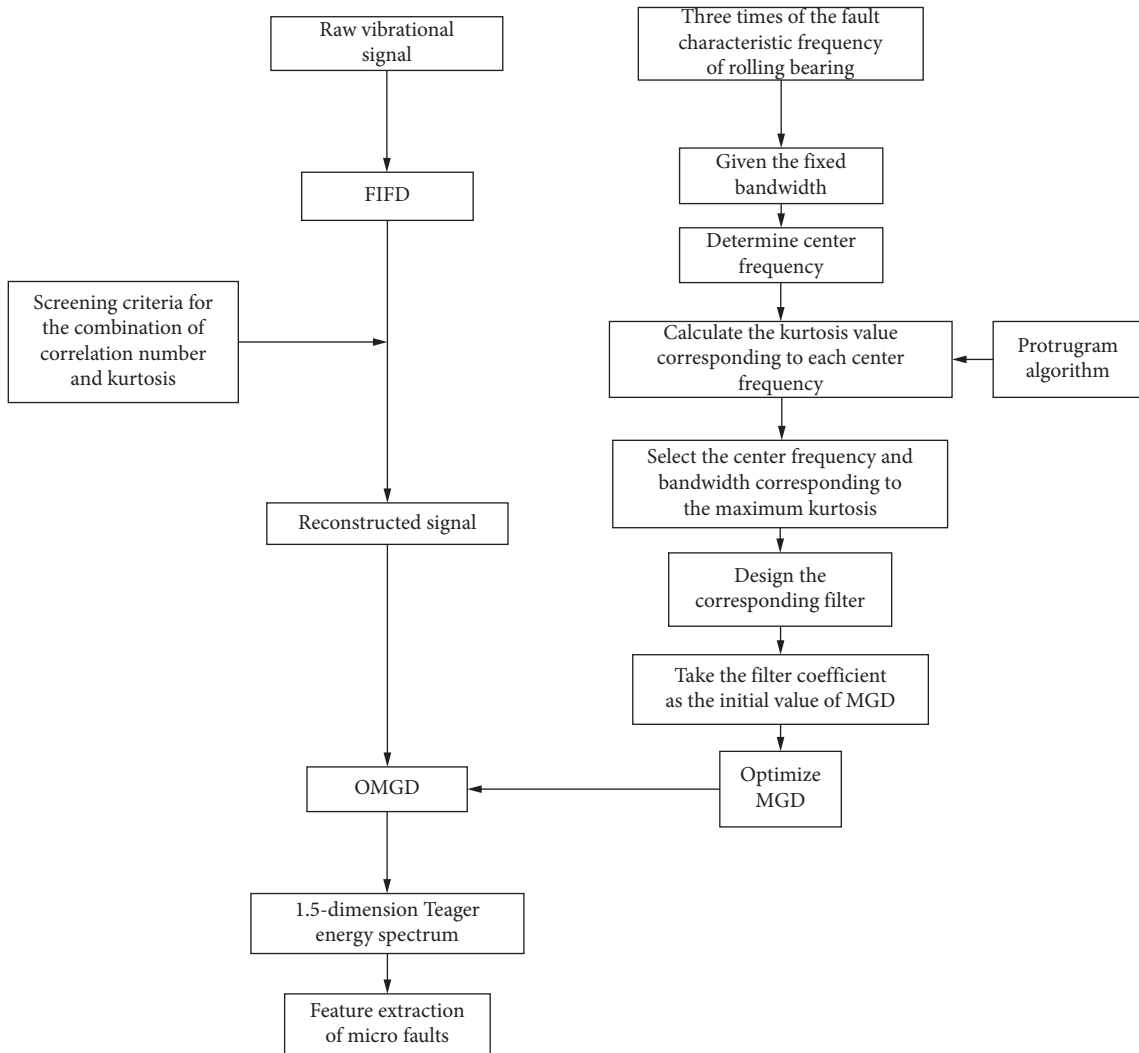 Raw vibrational
signal
FIFD
Screening criteria for
the combination of
correlation number
and kurtosis
Reconstructed signal
OMGD
1.5-dimension Teager
energy spectrum
Feature extraction
of micro faults
Three times of the fault
characteristic frequency
of rolling bearing
Given the fixed
bandwidth
Determine center
frequency
Calculate the kurtosis value
corresponding to each center
frequency
Protrugram
algorithm
Select the center frequency and
bandwidth corresponding to
the maximum kurtosis
Design the
corresponding filter
Take the filter coefficient
as the initial value of MGD
Optimize
MGD